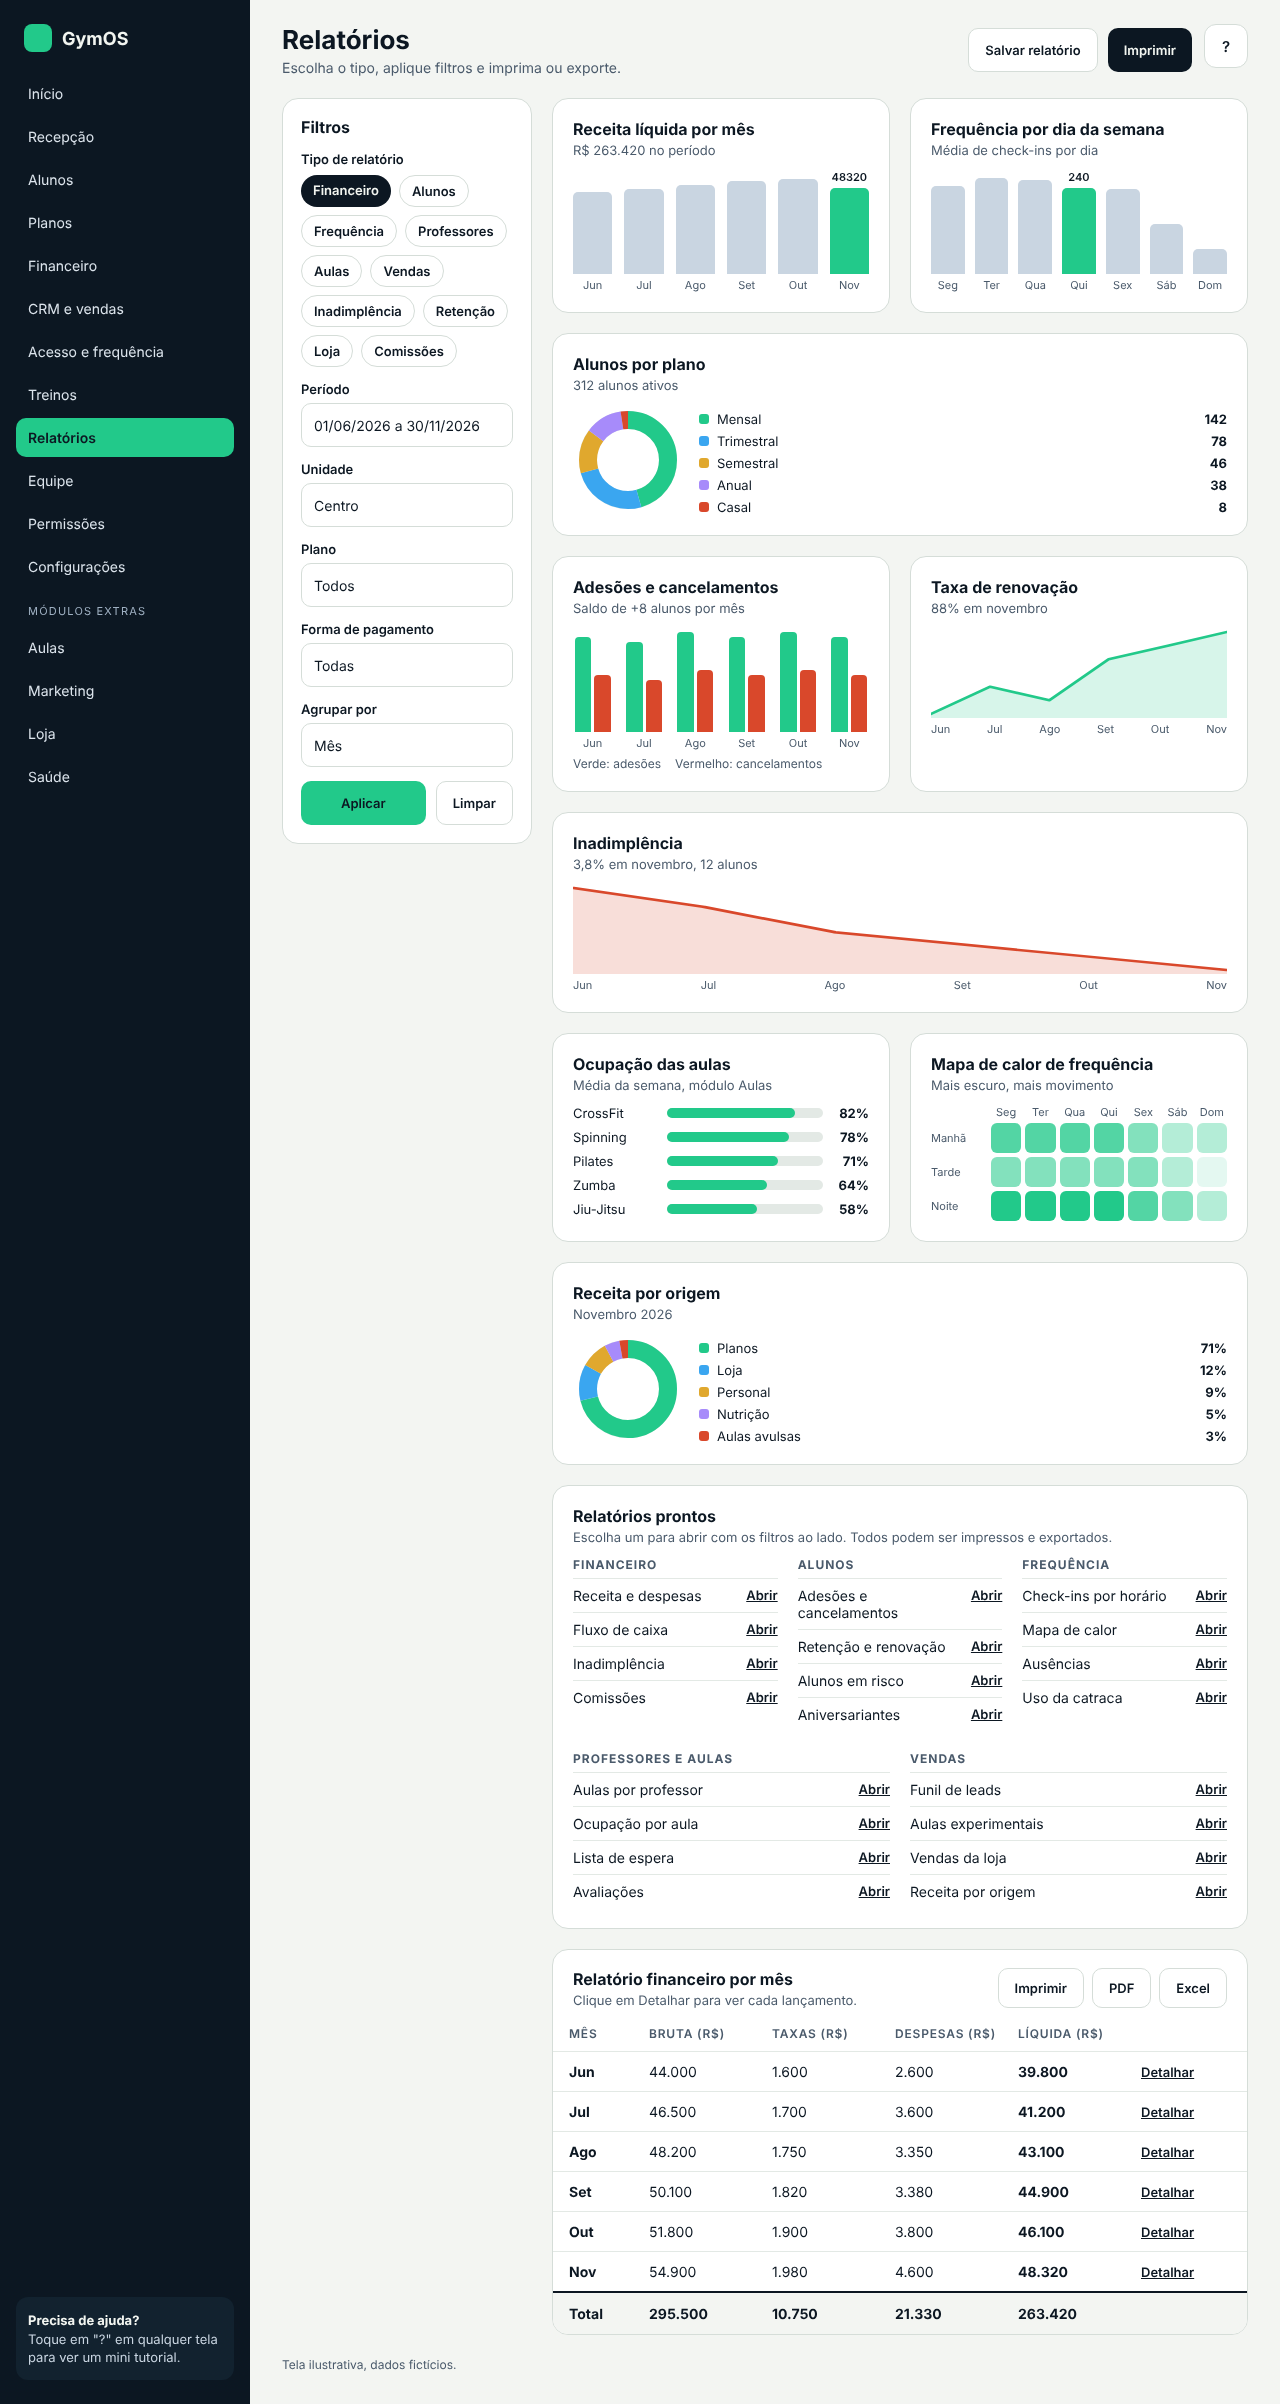 GymOS
Início
Recepção
Alunos
Planos
Financeiro
CRM e vendas
Acesso e frequência
Treinos
Relatórios
Equipe
Permissões
Configurações
MÓDULOS EXTRAS
Aulas
Marketing
Loja
Saúde
Precisa de ajuda?
Toque em "?" em qualquer tela
para ver um mini tutorial.
Relatórios
Escolha o tipo, aplique filtros e imprima ou exporte.
Salvar relatório
Imprimir
?
Filtros
Tipo de relatório
Financeiro Alunos
Frequência Professores
Aulas Vendas
Inadimplência Retenção
Loja Comissões
Período
01/06/2026 a 30/11/2026
Unidade
Centro
Plano
Todos
Forma de pagamento
Todas
Agrupar por
Mês
Aplicar Limpar
Receita líquida por mês
R$ 263.420 no período
48320
Jun Jul Ago Set Out Nov
Frequência por dia da semana
Média de check-ins por dia
240
Seg Ter Qua Qui Sex Sáb Dom
Alunos por plano
312 alunos ativos
Mensal 142
Trimestral 78
Semestral 46
Anual 38
Casal 8
Adesões e cancelamentos
Saldo de +8 alunos por mês
Jun Jul Ago Set Out Nov
Verde: adesões Vermelho: cancelamentos
Taxa de renovação
88% em novembro
Jun Jul Ago Set Out Nov
Inadimplência
3,8% em novembro, 12 alunos
Jun Jul Ago Set Out Nov
Ocupação das aulas
Média da semana, módulo Aulas
CrossFit 82%
Spinning 78%
Pilates 71%
Zumba 64%
Jiu-Jitsu 58%
Mapa de calor de frequência
Mais escuro, mais movimento
Seg Ter Qua Qui Sex Sáb Dom
Manhã
Tarde
Noite
Receita por origem
Novembro 2026
Planos 71%
Loja 12%
Personal 9%
Nutrição 5%
Aulas avulsas 3%
Relatórios prontos
Escolha um para abrir com os filtros ao lado. Todos podem ser impressos e exportados.
FINANCEIRO
Receita e despesas Abrir
Fluxo de caixa Abrir
Inadimplência Abrir
Comissões Abrir
ALUNOS
Adesões e
cancelamentos Abrir
Retenção e renovação Abrir
Alunos em risco Abrir
Aniversariantes Abrir
FREQUÊNCIA
Check-ins por horário Abrir
Mapa de calor Abrir
Ausências Abrir
Uso da catraca Abrir
PROFESSORES E AULAS
Aulas por professor Abrir
Ocupação por aula Abrir
Lista de espera Abrir
Avaliações Abrir
VENDAS
Funil de leads Abrir
Aulas experimentais Abrir
Vendas da loja Abrir
Receita por origem Abrir
Relatório financeiro por mês
Clique em Detalhar para ver cada lançamento.
Imprimir PDF Excel
MÊS BRUTA (R$) TAXAS (R$) DESPESAS (R$) LÍQUIDA (R$)
Jun 44.000 1.600 2.600 39.800 Detalhar
Jul 46.500 1.700 3.600 41.200 Detalhar
Ago 48.200 1.750 3.350 43.100 Detalhar
Set 50.100 1.820 3.380 44.900 Detalhar
Out 51.800 1.900 3.800 46.100 Detalhar
Nov 54.900 1.980 4.600 48.320 Detalhar
Total 295.500 10.750 21.330 263.420
Tela ilustrativa, dados fictícios.